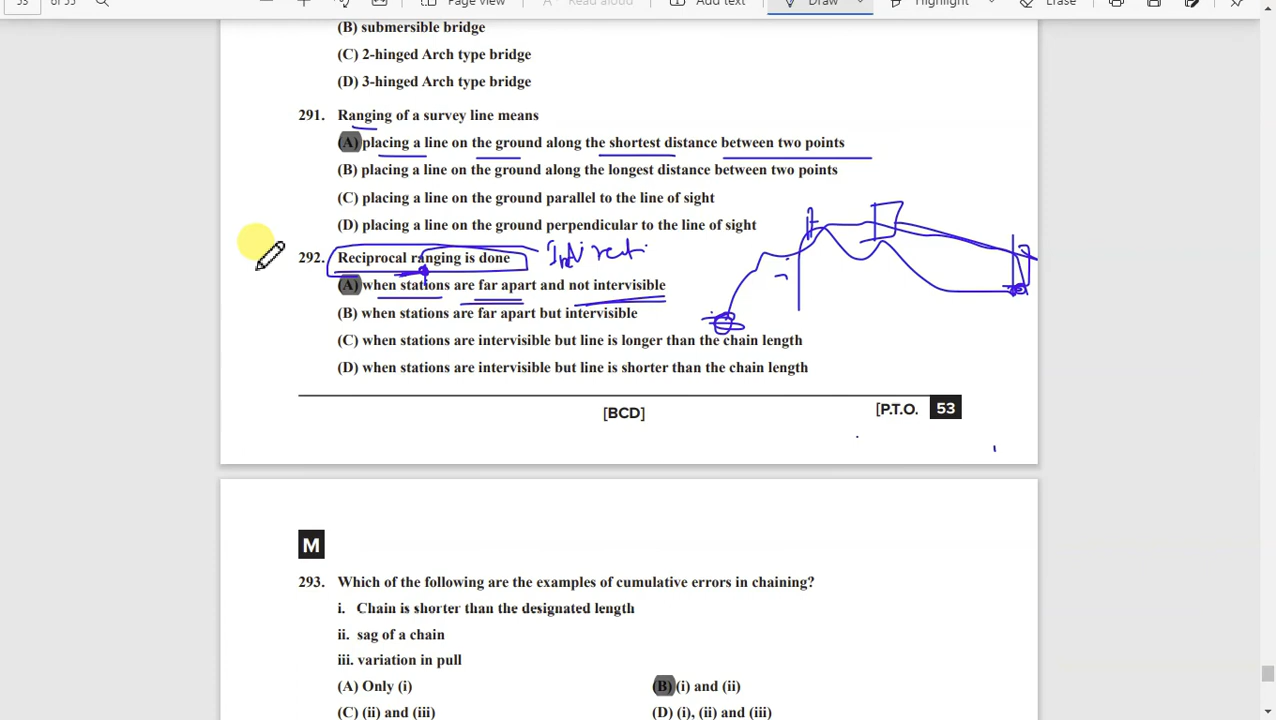 53
of 55
Page view
Read aloud
Add text
Draw
Highlight
Erase
(B) submersible bridge
(C) 2-hinged Arch type bridge
(D) 3-hinged Arch type bridge
291. Ranging of a survey line means
(A) placing a line on the ground along the shortest distance between two points
(B) placing a line on the ground along the longest distance between two points
(C) placing a line on the ground parallel to the line of sight
(D) placing a line on the ground perpendicular to the line of sight
292. Reciprocal ranging is done
(A) when stations are far apart and not intervisible
(B) when stations are far apart but intervisible
(C) when stations are intervisible but line is longer than the chain length
(D) when stations are intervisible but line is shorter than the chain length
[BCD]
[P.T.O. 53
M
293. Which of the following are the examples of cumulative errors in chaining?
i. Chain is shorter than the designated length
ii. sag of a chain
iii. variation in pull
(A) Only (i)
(B) (i) and (ii)
(C) (ii) and (iii)
(D) (i), (ii) and (iii)